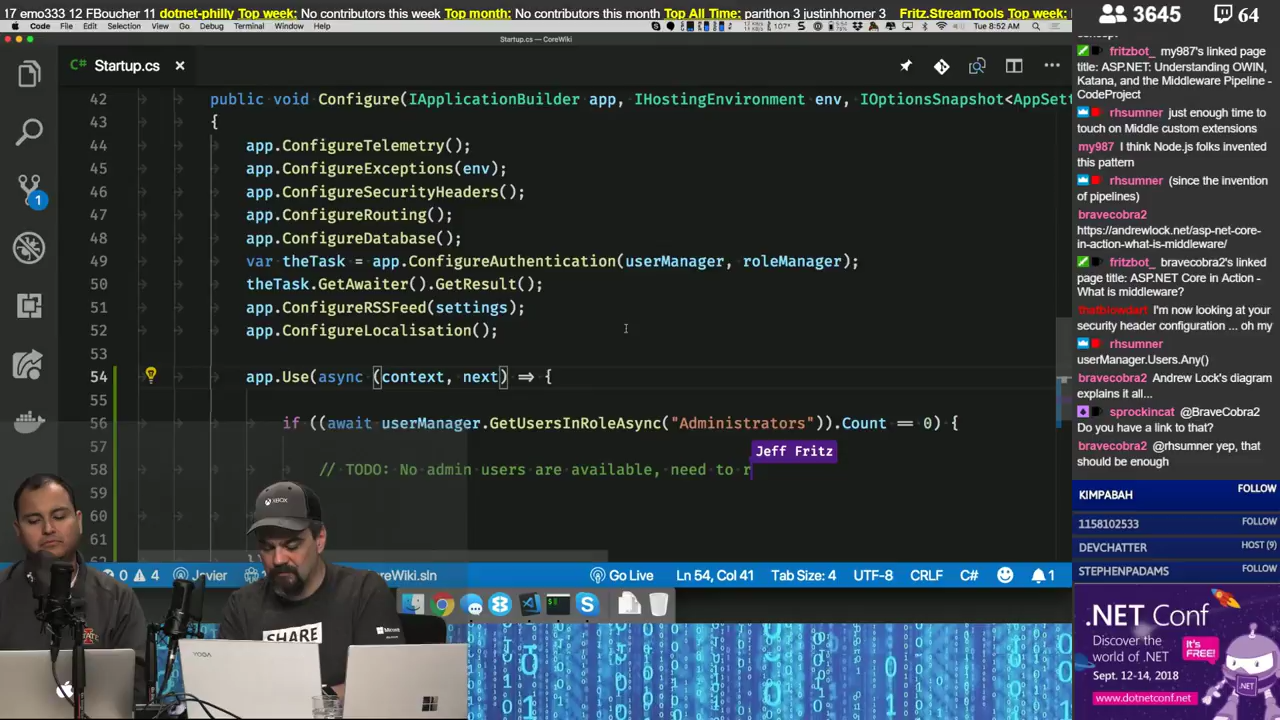 17 emo333 12 FBoucher 11 dotnet-philly Top week: No contributors this week Top month: No contributors this month Top All Time: parithon 3 justinhhorner 3 Fritz.StreamTools Top week:
Code File Edit Selection View Go Debug Terminal Window Help
Tue 8:52 AM
Startup.cs — CoreWiki
C# Startup.cs
42 public void Configure(IApplicationBuilder app, IHostingEnvironment env, IOptionsSnapshot<AppSett
43 {
44 app.ConfigureTelemetry();
45 app.ConfigureExceptions(env);
46 app.ConfigureSecurityHeaders();
47 app.ConfigureRouting();
48 app.ConfigureDatabase();
49 var theTask = app.ConfigureAuthentication(userManager, roleManager);
50 theTask.GetAwaiter().GetResult();
51 app.ConfigureRSSFeed(settings);
52 app.ConfigureLocalisation();
53
54 app.Use(async (context, next) => {
55
56 if ((await userManager.GetUsersInRoleAsync("Administrators")).Count == 0) {
57
Jeff Fritz
58 // TODO: No admin users are available, need to r
59
60
61
1
0 4 Javier CoreWiki.sln Go Live Ln 54, Col 41 Tab Size: 4 UTF-8 CRLF C# 1
XBOX
SHARE
YOGA
3645 64
fritzbot_ my987's linked
page
title: ASP.NET: Understanding OWIN,
Katana, and the Middleware Pipeline -
CodeProject
rhsumner just enough time to
touch on Middle custom extensions
my987 I think Node.js folks invented
this pattern
rhsumner (since the invention
of pipelines)
bravecobra2
https://andrewlock.net/asp-net-core-
in-action-what-is-middleware/
fritzbot_ bravecobra2's linked
page title: ASP.NET Core in Action -
What is middleware?
thatblowdart I'm now looking at your
security header configuration ... oh my
rhsumner
userManager.Users.Any()
bravecobra2 Andrew Lock's diagram
explains it all...
sprockincat @BraveCobra2
Do you have a link to that?
bravecobra2 @rhsumner yep, that
should be enough
KIMPABAH FOLLOW
1158102533 FOLLOW
DEVCHATTER HOST (9)
STEPHENPADAMS FOLLOW
.NET Conf
Discover the
world of .NET
It's FREE!
Sept. 12-14, 2018
.NET
www.dotnetconf.net